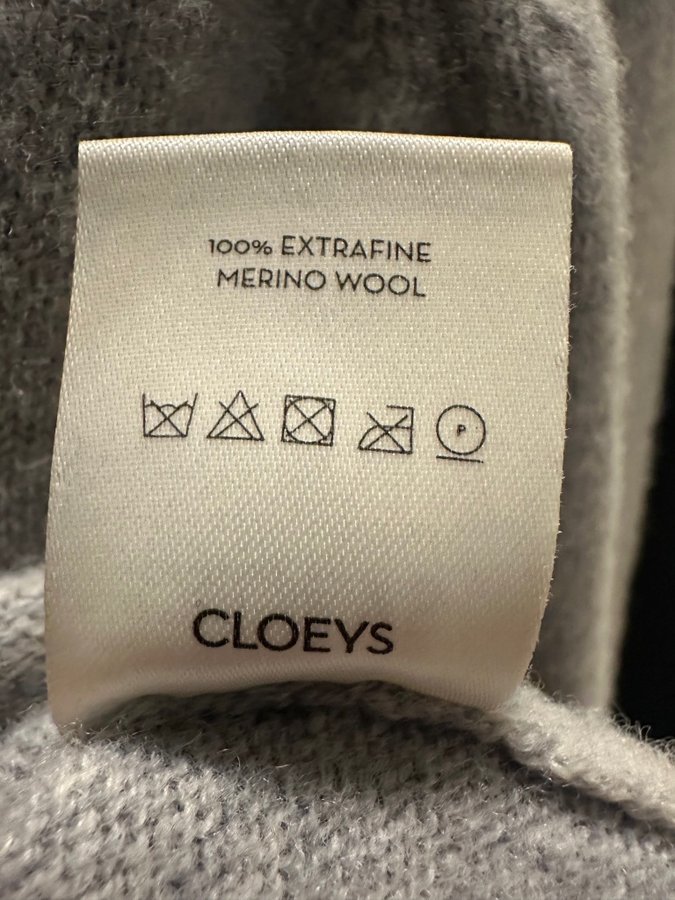 100% EXTRAFINE
MERINO WOOL
P
CLOEYS